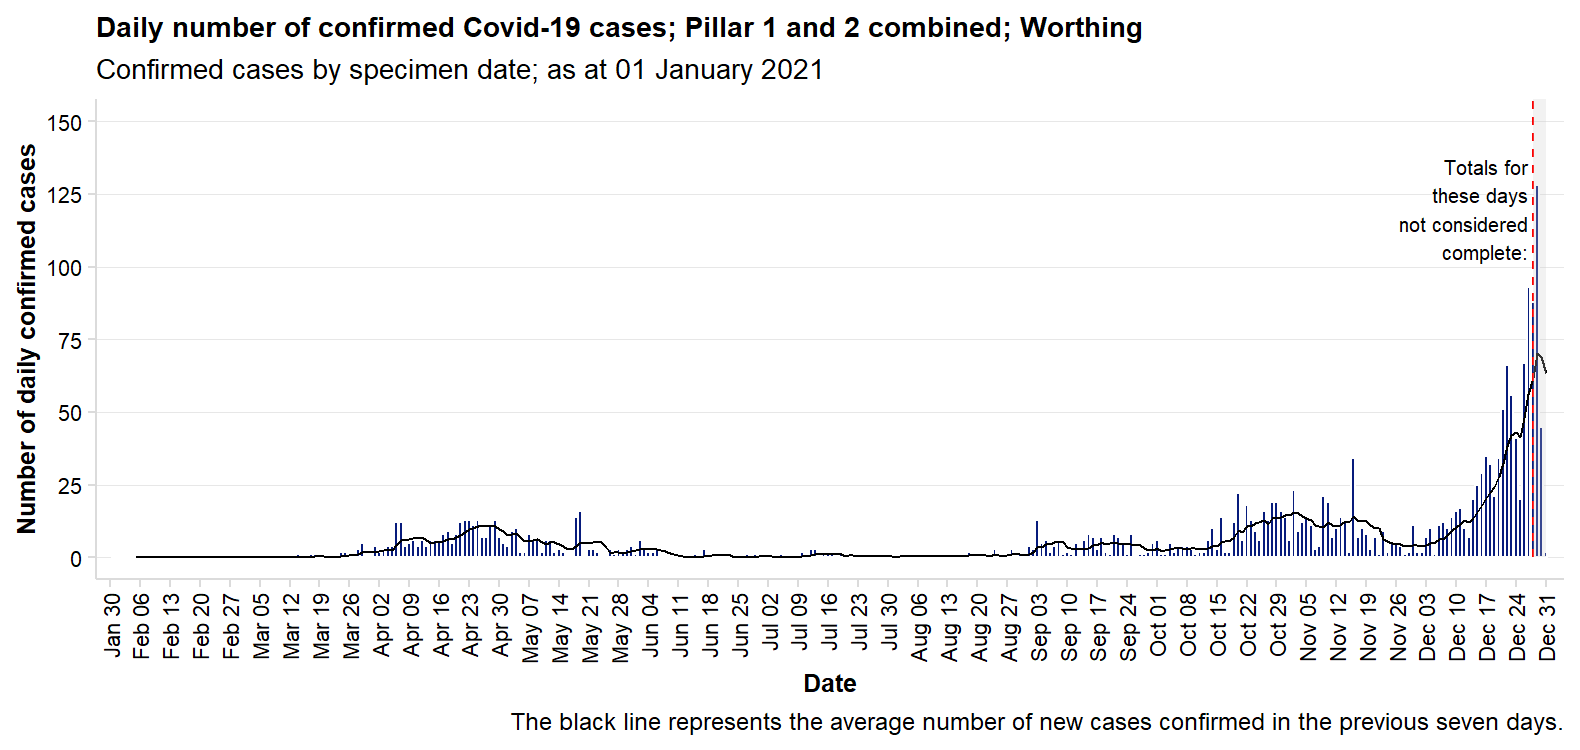 Daily number of confirmed Covid-19 cases; Pillar 1 and 2 combined; Worthing
Confirmed cases by specimen date; as at 01 January 2021
Number of daily confirmed cases
150
125
100
75
50
25
0
Totals for
these days
not considered
complete:
Jan 30
Feb 06
Feb 13
Feb 20
Feb 27
Mar 05
Mar 12
Mar 19
Mar 26
Apr 02
Apr 09
Apr 16
Apr 23
Apr 30
May 07
May 14
May 21
May 28
Jun 04
Jun 11
Jun 18
Jun 25
Jul 02
Jul 09
Jul 16
Jul 23
Jul 30
Aug 06
Aug 13
Aug 20
Aug 27
Sep 03
Sep 10
Sep 17
Sep 24
Oct 01
Oct 08
Oct 15
Oct 22
Oct 29
Nov 05
Nov 12
Nov 19
Nov 26
Dec 03
Dec 10
Dec 17
Dec 24
Dec 31
Date
The black line represents the average number of new cases confirmed in the previous seven days.